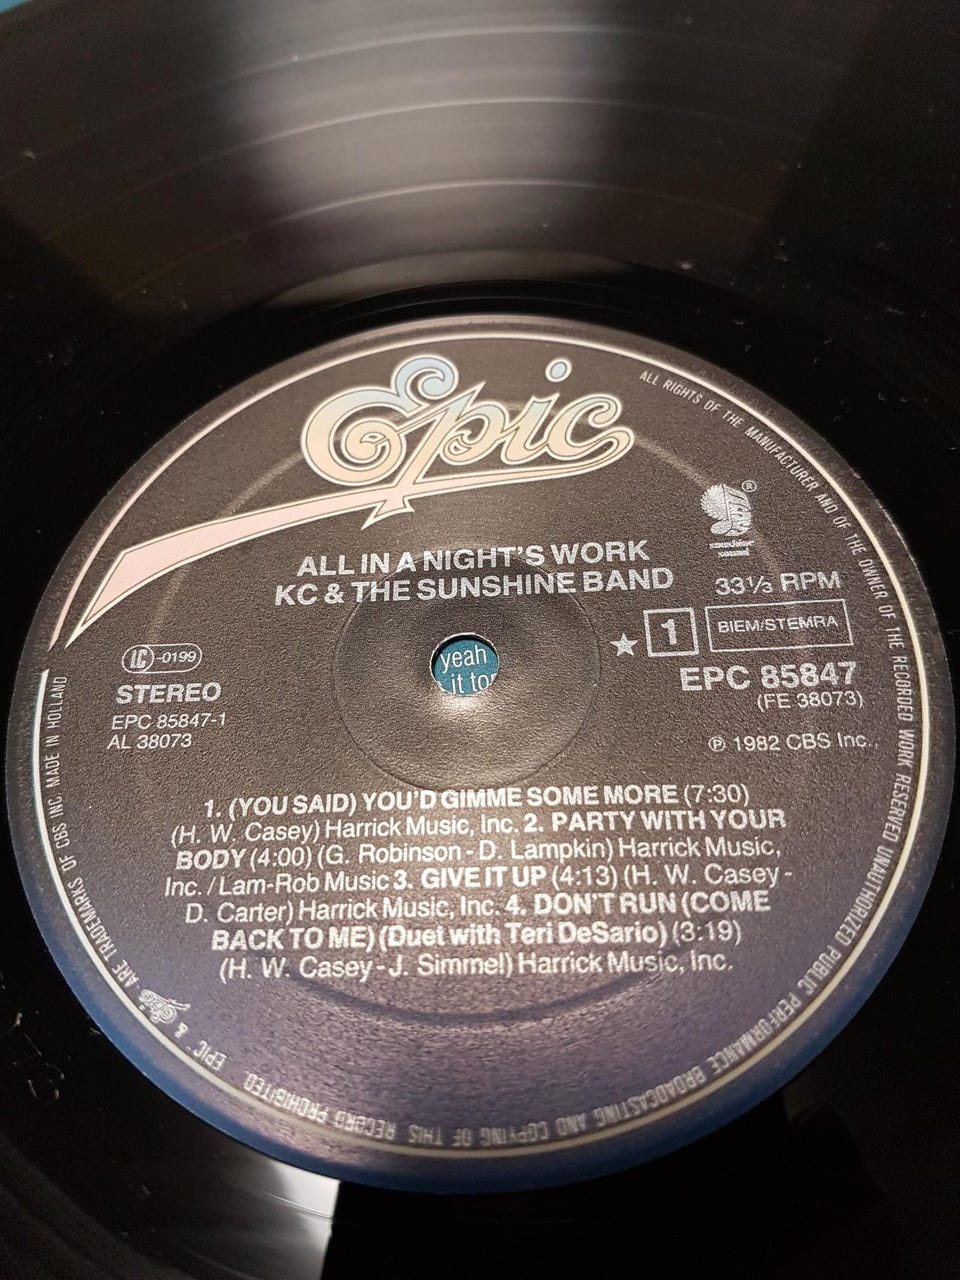 Epic
ALL RIGHTS OF THE MANUFACTURER AND OF THE OWNER OF THE RECORDED WORK RESERVED UNAUTHORIZED PUBLIC PERFORMANCE BROADCASTING AND COPYING OF THIS RECORD PROHIBITED.
EPIC & Epic ARE TRADEMARKS OF CBS INC MADE IN HOLLAND
®
sunshine
sound
ALL IN A NIGHT'S WORK
KC & THE SUNSHINE BAND
33⅓ RPM
★ 1 BIEM/STEMRA
EPC 85847
(FE 38073)
℗ 1982 CBS Inc.
LC-0199
STEREO
EPC 85847-1
AL 38073
yeah
it to
1. (YOU SAID) YOU'D GIMME SOME MORE (7:30)
(H. W. Casey) Harrick Music, Inc. 2. PARTY WITH YOUR
BODY (4:00) (G. Robinson - D. Lampkin) Harrick Music,
Inc. / Lam-Rob Music 3. GIVE IT UP (4:13) (H. W. Casey -
D. Carter) Harrick Music, Inc. 4. DON'T RUN (COME
BACK TO ME) (Duet with Teri DeSario) (3:19)
(H. W. Casey - J. Simmel) Harrick Music, Inc.